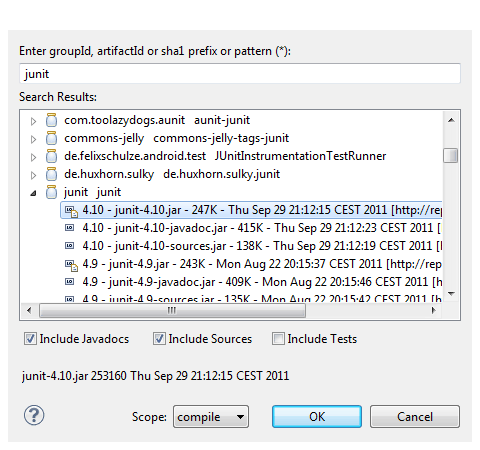 Enter groupId, artifactId or sha1 prefix or pattern (*):
junit
Search Results:
com.toolazydogs.aunit aunit-junit
commons-jelly commons-jelly-tags-junit
de.felixschulze.android.test JUnitInstrumentationTestRunner
de.huxhorn.sulky de.huxhorn.sulky.junit
junit junit
4.10 - junit-4.10.jar - 247K - Thu Sep 29 21:12:15 CEST 2011 [http://rep
4.10 - junit-4.10-javadoc.jar - 415K - Thu Sep 29 21:12:23 CEST 2011 [
4.10 - junit-4.10-sources.jar - 138K - Thu Sep 29 21:12:19 CEST 2011 [
4.9 - junit-4.9.jar - 243K - Mon Aug 22 20:15:37 CEST 2011 [http://rep
4.9 - junit-4.9-javadoc.jar - 409K - Mon Aug 22 20:15:46 CEST 2011 [h
4.9 - junit-4.9-sources.jar - 135K - Mon Aug 22 20:15:42 CEST 2011 [h
Include Javadocs Include Sources Include Tests
junit-4.10.jar 253160 Thu Sep 29 21:12:15 CEST 2011
? Scope: compile OK Cancel